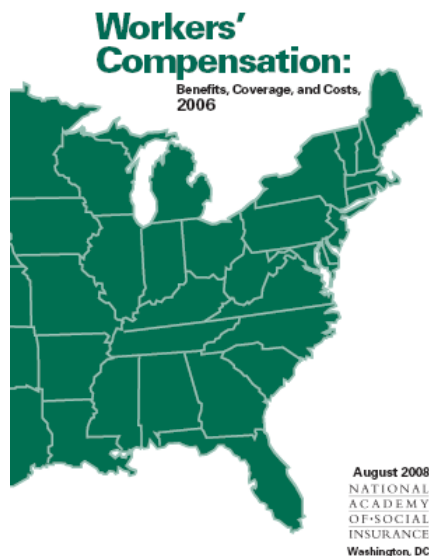 Workers'
Compensation:
Benefits, Coverage, and Costs,
2006
August 2008
NATIONAL
ACADEMY
OF•SOCIAL
INSURANCE
Washington, DC